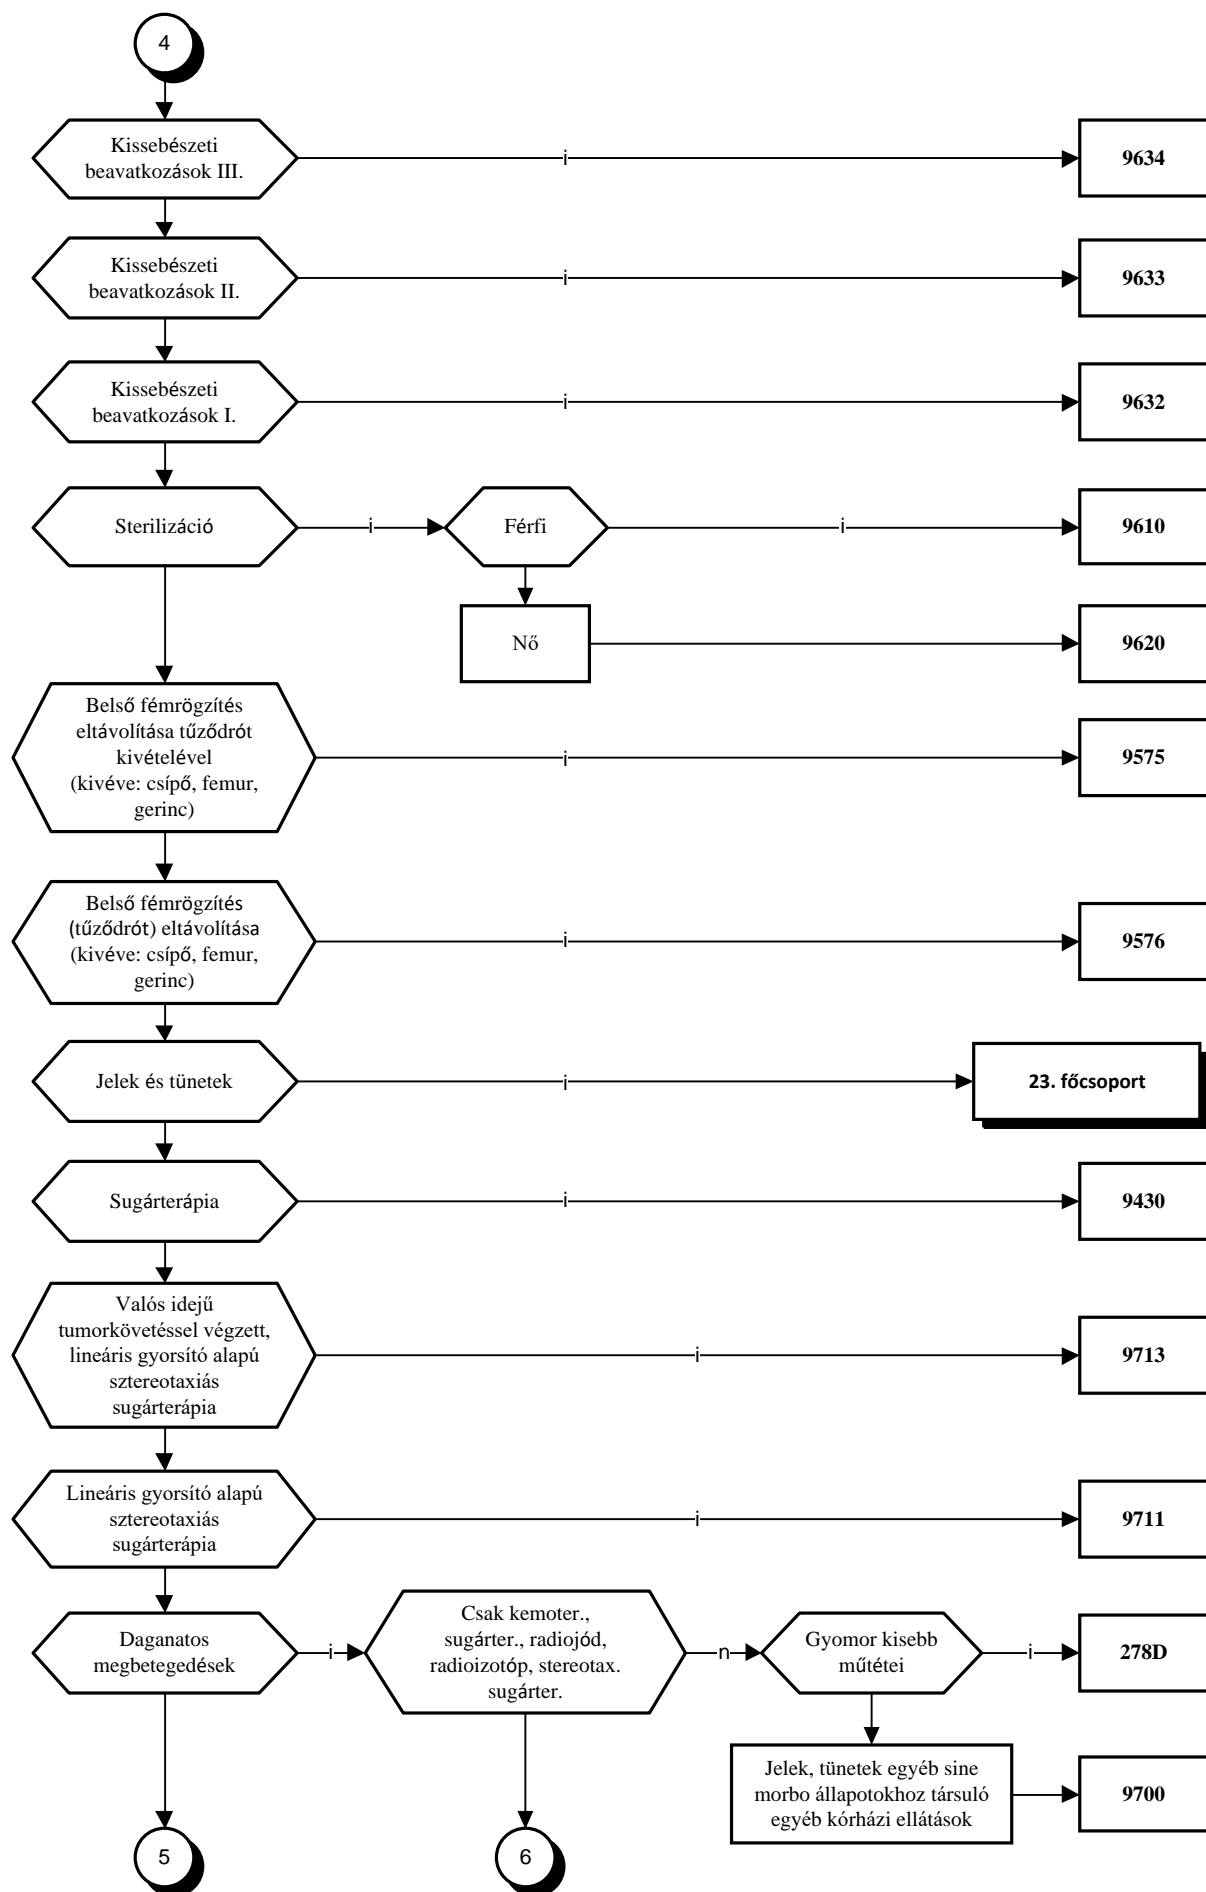 4
Kissebészeti
beavatkozások III.
i
9634
Kissebészeti
beavatkozások II.
i
9633
Kissebészeti
beavatkozások I.
i
9632
Sterilizáció
i
Férfi
i
9610
Nő
9620
Belső fémrögzítés
eltávolítása tűződrót
kivételével
(kivéve: csípő, femur,
gerinc)
i
9575
Belső fémrögzítés
(tűződrót) eltávolítása
(kivéve: csípő, femur,
gerinc)
i
9576
Jelek és tünetek
i
23. főcsoport
Sugárterápia
i
9430
Valós idejű
tumorkövetéssel végzett,
lineáris gyorsító alapú
sztereotaxiás
sugárterápia
i
9713
Lineáris gyorsító alapú
sztereotaxiás
sugárterápia
i
9711
Daganatos
megbetegedések
i
Csak kemoter.,
sugárter., radiojód,
radioizotóp, stereotax.
sugárter.
n
Gyomor kisebb
műtétei
i
278D
Jelek, tünetek egyéb sine
morbo állapotokhoz társuló
egyéb kórházi ellátások
9700
5
6